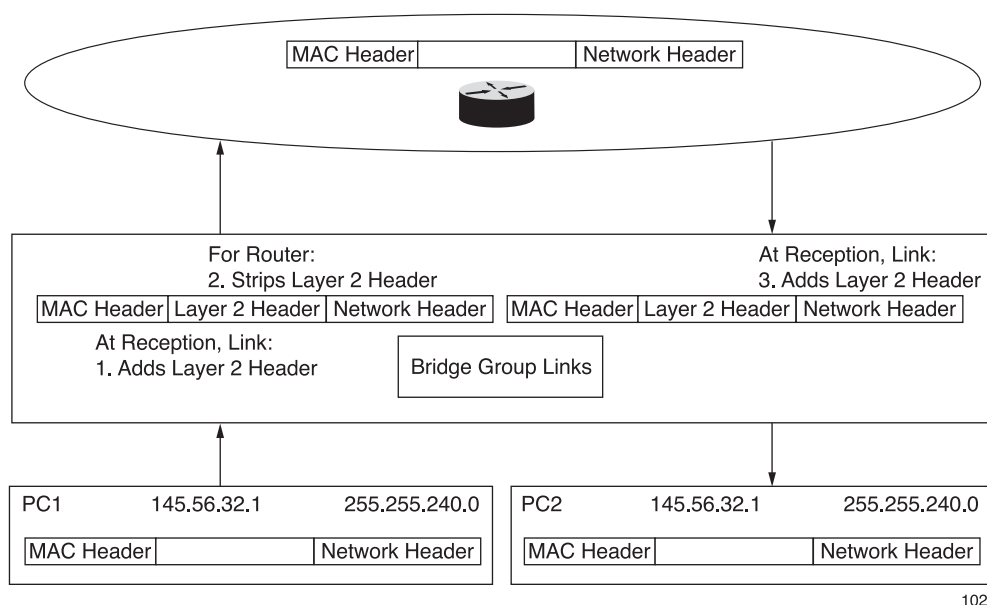 MAC Header Network Header
For Router:
2. Strips Layer 2 Header
At Reception, Link:
3. Adds Layer 2 Header
MAC Header Layer 2 Header Network Header
MAC Header Layer 2 Header Network Header
At Reception, Link:
1. Adds Layer 2 Header
Bridge Group Links
PC1 145.56.32.1 255.255.240.0
MAC Header Network Header
PC2 145.56.32.1 255.255.240.0
MAC Header Network Header
102